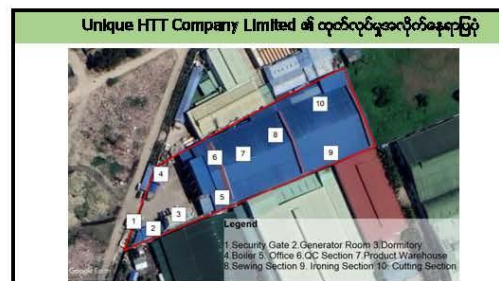 Unique HTT Company Limited ၏ ထုတ်လုပ်မှုအလိုက်နေရာပြပုံ
10
8
7
6
9
4
5
3
1
2
Legend
1.Security Gate 2.Generator Room 3.Dormitory
4.Boiler 5. Office 6.QC Section 7.Product Warehouse
8.Sewing Section 9. Ironing Section 10. Cutting Section
Google Earth